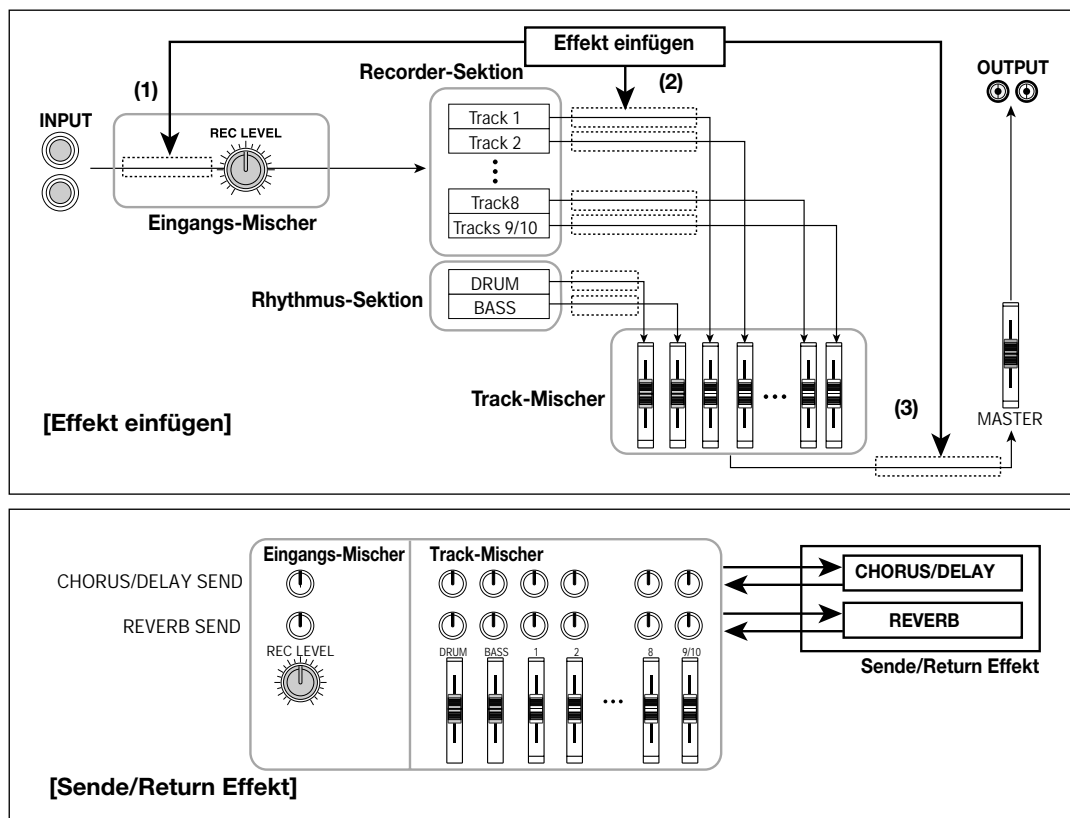 Effekt einfügen
Recorder-Sektion
OUTPUT
(1)
(2)
INPUT
REC LEVEL
Track 1
Track 2
Track8
Tracks 9/10
Eingangs-Mischer
DRUM
BASS
Rhythmus-Sektion
Track-Mischer
(3)
MASTER
[Effekt einfügen]
Eingangs-Mischer
Track-Mischer
CHORUS/DELAY SEND
CHORUS/DELAY
REVERB SEND
REVERB
REC LEVEL
DRUM BASS 1 2 8 9/10
Sende/Return Effekt
[Sende/Return Effekt]